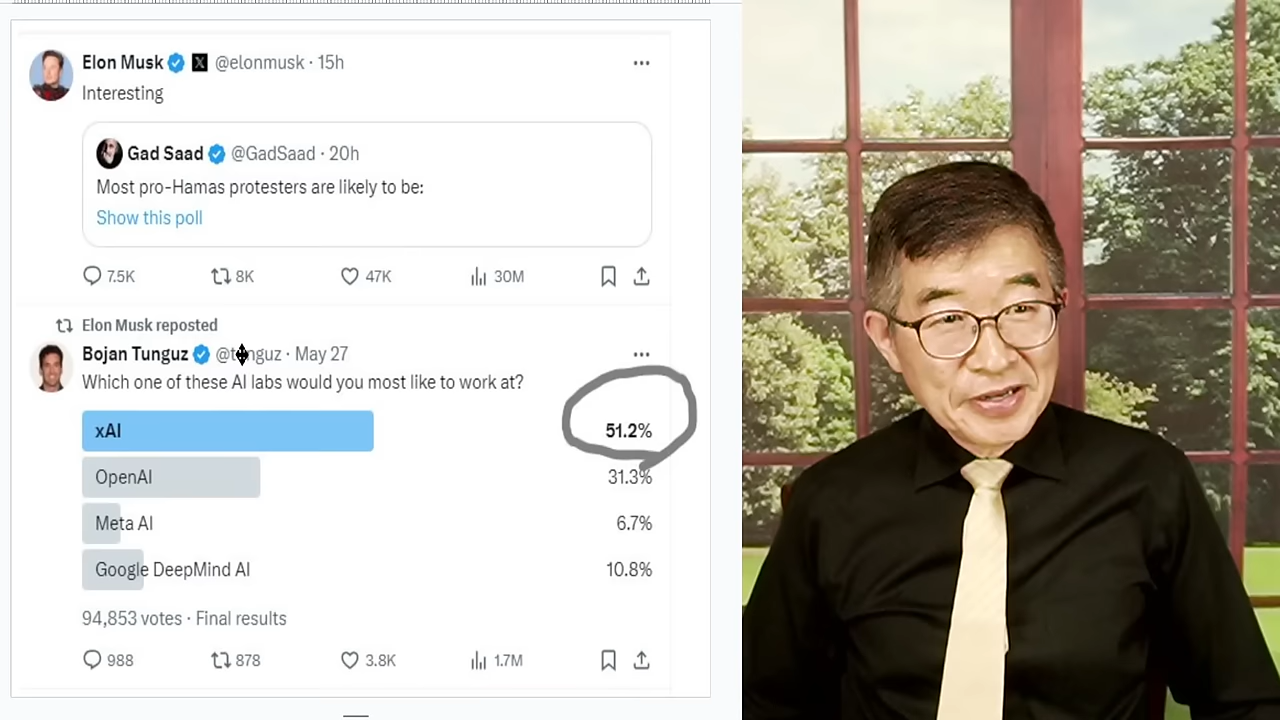 Elon Musk @elonmusk · 15h
Interesting
Gad Saad @GadSaad · 20h
Most pro-Hamas protesters are likely to be:
Show this poll
7.5K 8K 47K 30M
Elon Musk reposted
Bojan Tunguz @tunguz · May 27
Which one of these AI labs would you most like to work at?
xAI 51.2%
OpenAI 31.3%
Meta AI 6.7%
Google DeepMind AI 10.8%
94,853 votes · Final results
988 878 3.8K 1.7M